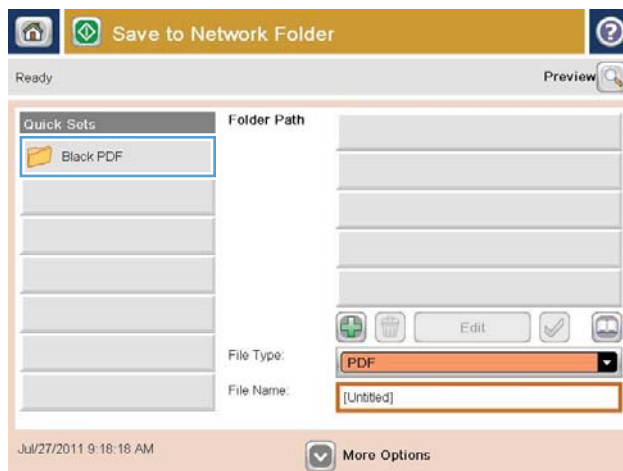 Save to Network Folder
Ready
Preview
Quick Sets
Folder Path
Black PDF
Edit
File Type:
PDF
File Name:
[Untitled]
Jul/27/2011 9:18:18 AM
More Options